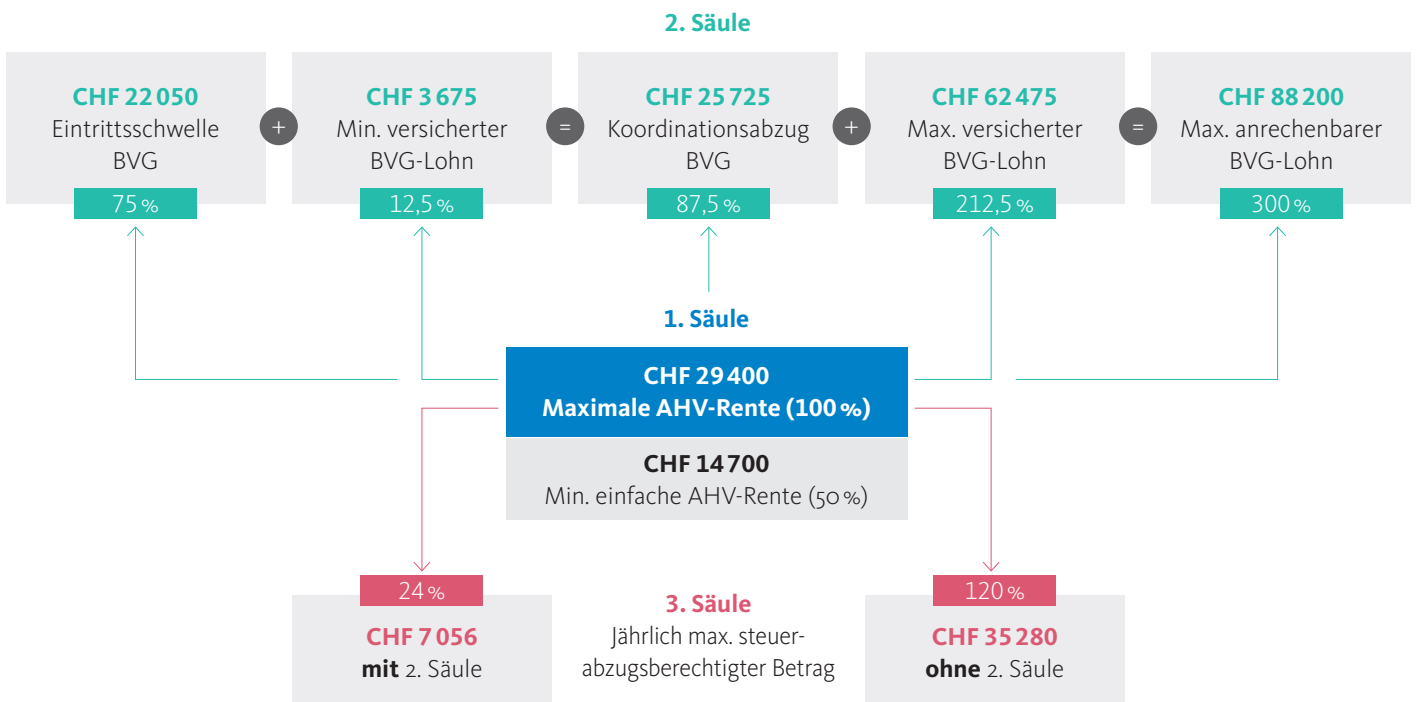 2. Säule
CHF 22 050
Eintrittsschwelle
BVG
75 %
+
CHF 3 675
Min. versicherter
BVG-Lohn
12,5 %
=
CHF 25 725
Koordinationsabzug
BVG
87,5 %
+
CHF 62 475
Max. versicherter
BVG-Lohn
212,5 %
=
CHF 88 200
Max. anrechenbarer
BVG-Lohn
300 %
1. Säule
CHF 29 400
Maximale AHV-Rente (100 %)
CHF 14 700
Min. einfache AHV-Rente (50 %)
24 %
CHF 7 056
mit 2. Säule
3. Säule
Jährlich max. steuer-
abzugsberechtigter Betrag
120 %
CHF 35 280
ohne 2. Säule